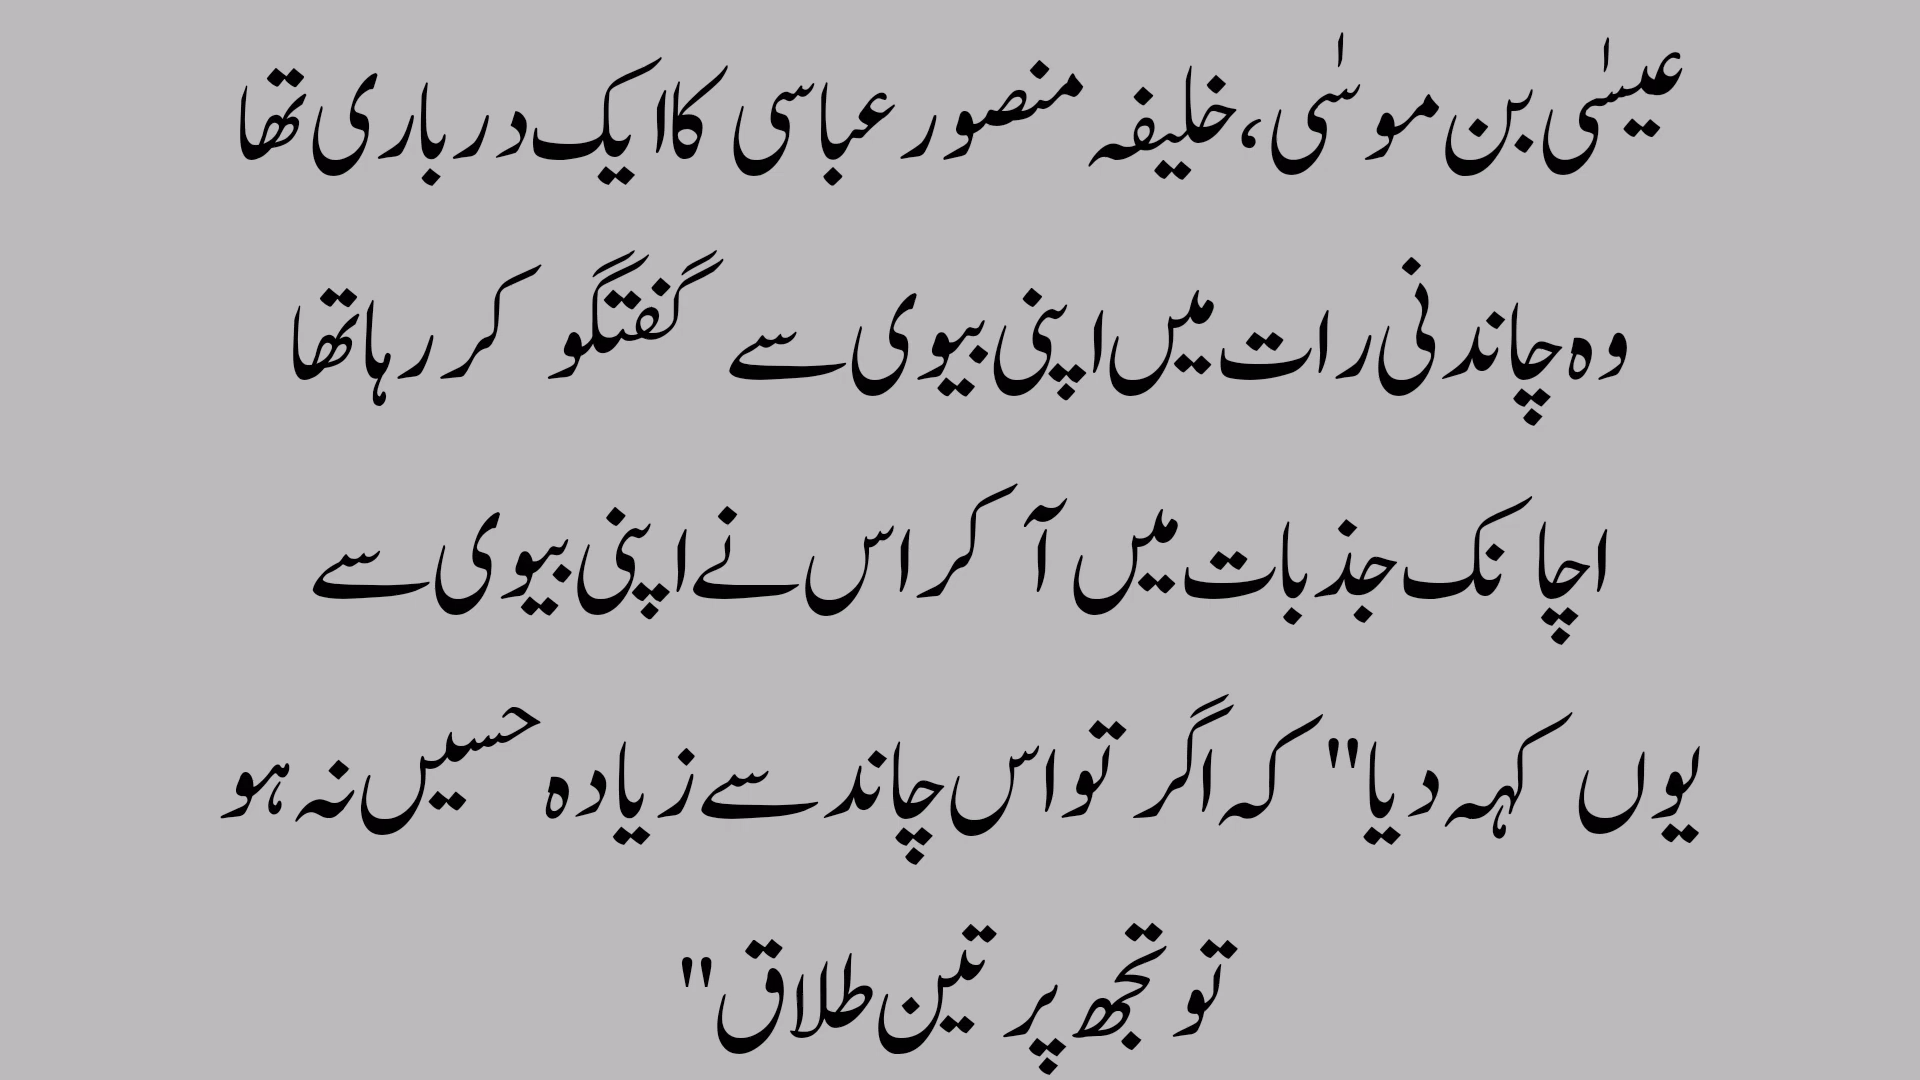 عیسٰی بن موسٰی، خلیفہ منصور عباسی کا ایک درباری تھا
وہ چاندنی رات میں اپنی بیوی سے گفتگو کر رہا تھا
اچانک جذبات میں آ کر اس نے اپنی بیوی سے
یوں کہہ دیا" کہ اگر تو اس چاند سے زیادہ حسیں نہ ہو
تو تجھ پر تین طلاق"